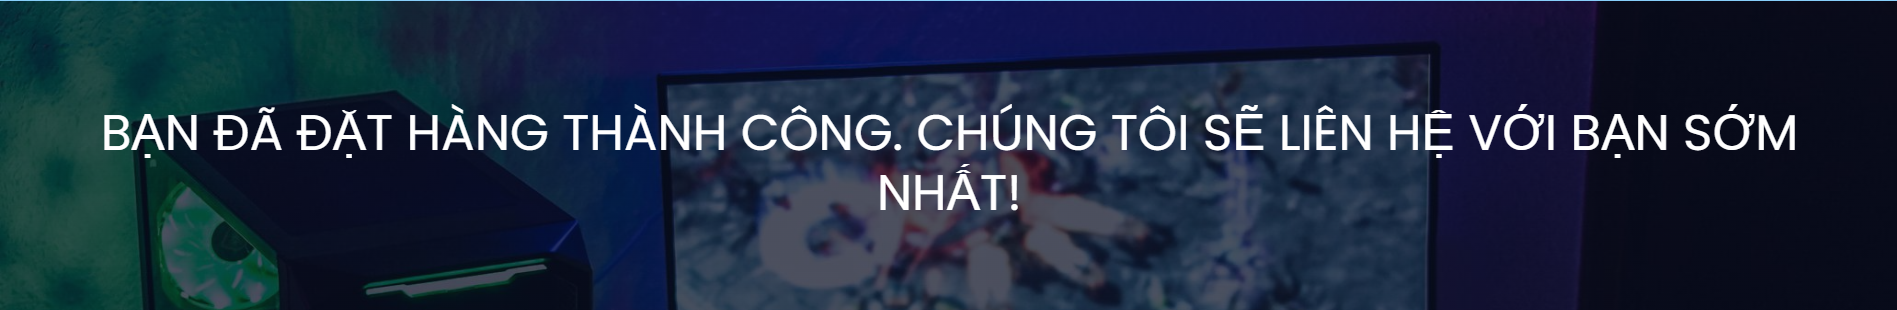 BẠN ĐÃ ĐẶT HÀNG THÀNH CÔNG. CHÚNG TÔI SẼ LIÊN HỆ VỚI BẠN SỚM
NHẤT!